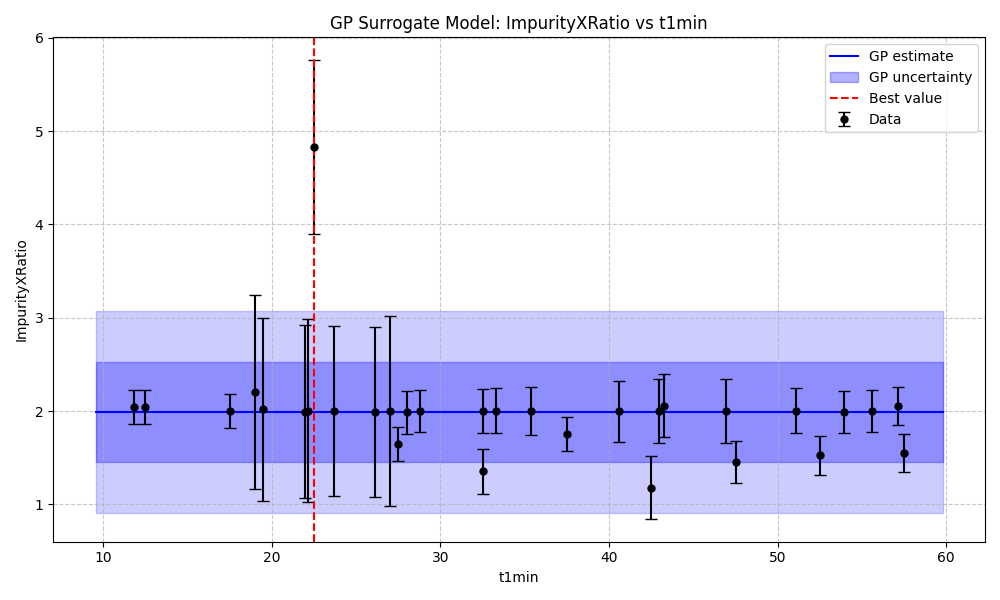 GP Surrogate Model: ImpurityXRatio vs t1min
GP estimate
GP uncertainty
Best value
Data
ImpurityXRatio
6
5
4
3
2
1
10 20 30 40 50 60
t1min